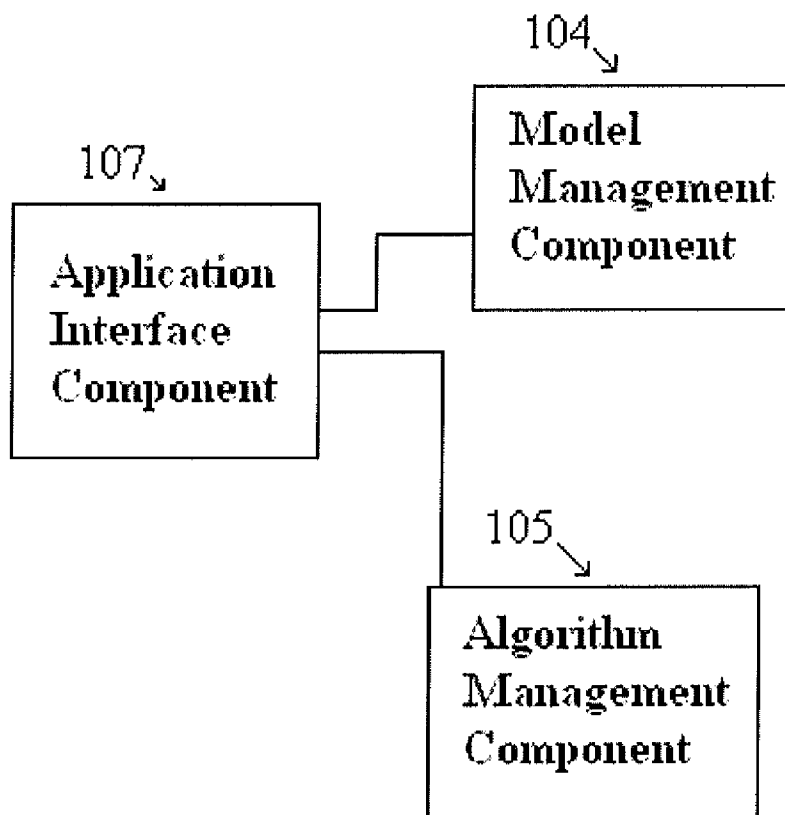 104
Model
Management
Component
107
Application
Interface
Component
105
Algorithm
Management
Component